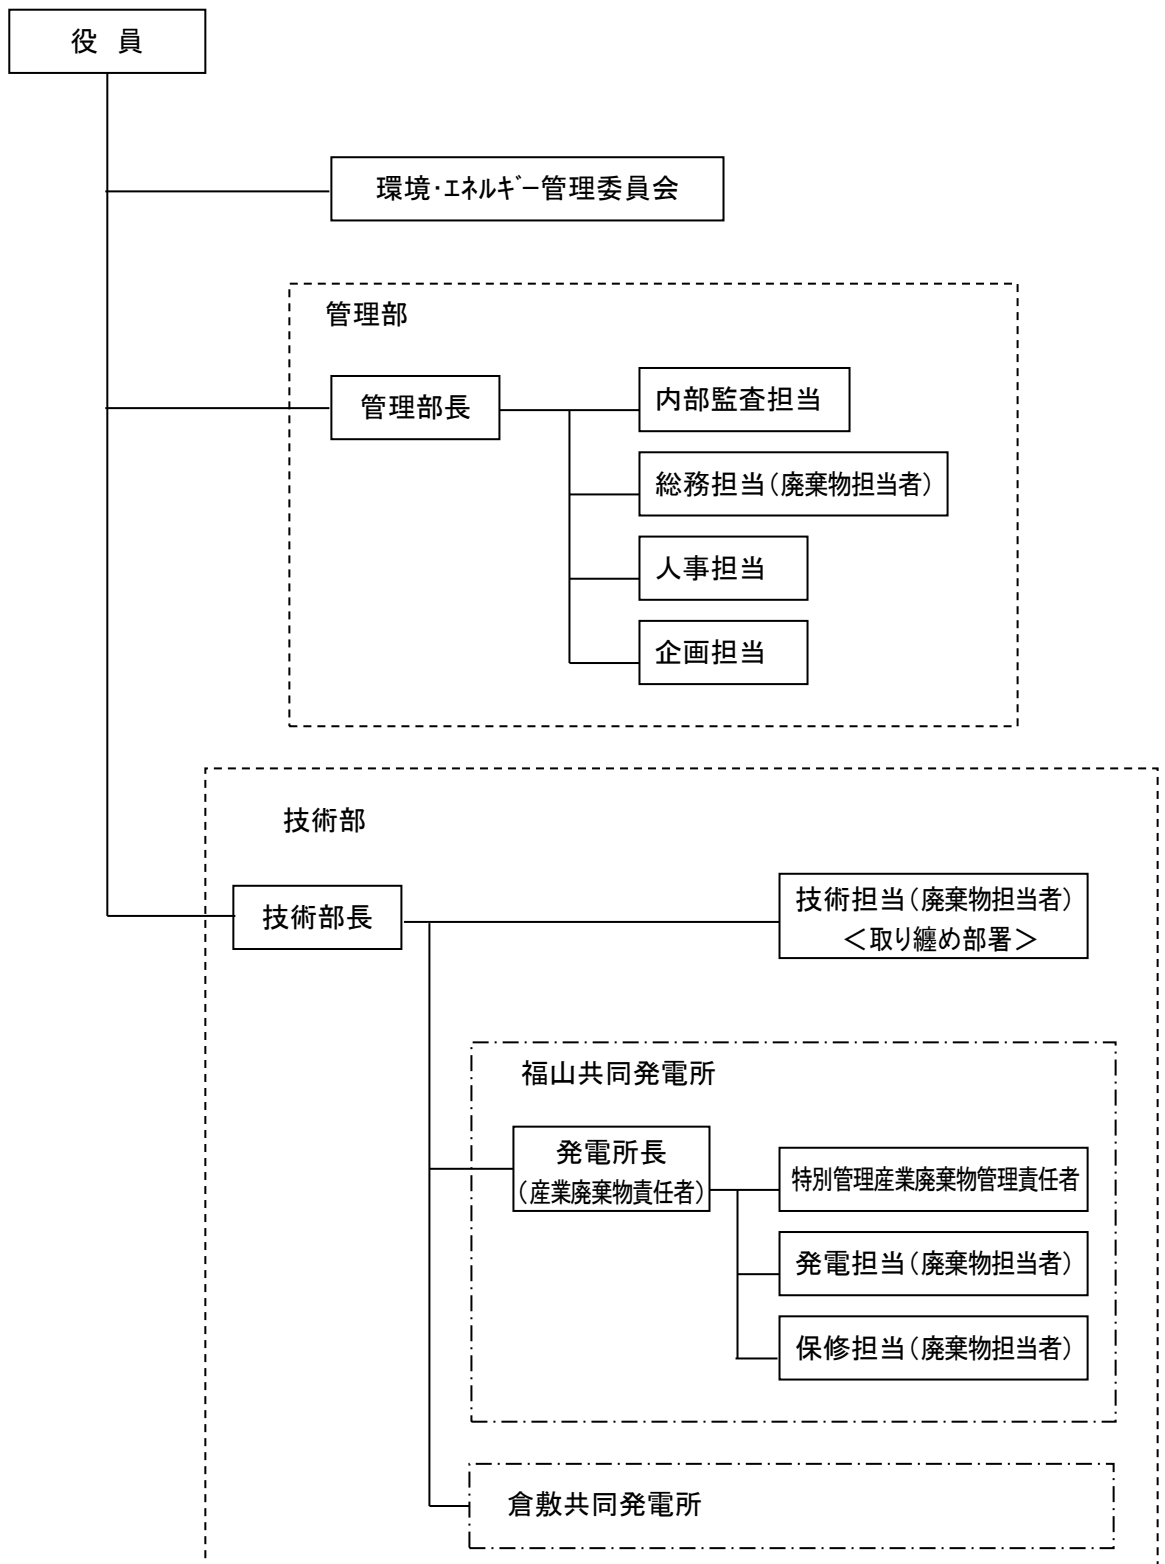 役 員
環境･ｴﾈﾙｷﾞｰ管理委員会
管理部
管理部長
内部監査担当
総務担当（廃棄物担当者）
人事担当
企画担当
技術部
技術部長
技術担当（廃棄物担当者）
＜取り纏め部署＞
福山共同発電所
発電所長
（産業廃棄物責任者）
特別管理産業廃棄物管理責任者
発電担当（廃棄物担当者）
保修担当（廃棄物担当者）
倉敷共同発電所